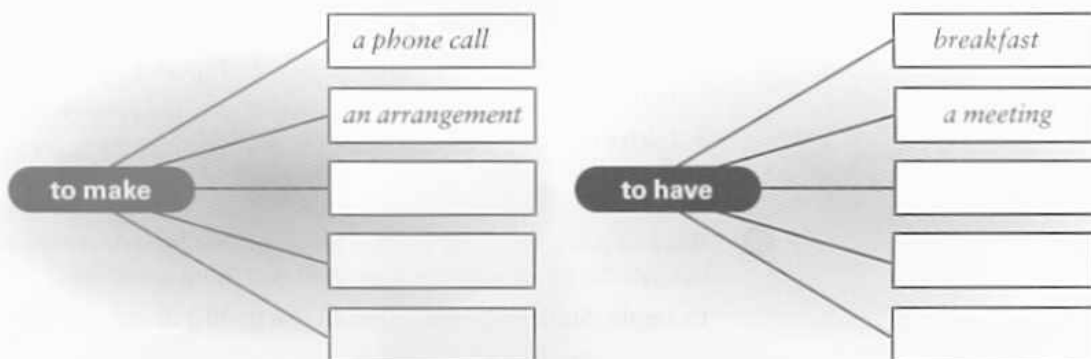 a phone call
an arrangement
to make
breakfast
a meeting
to have